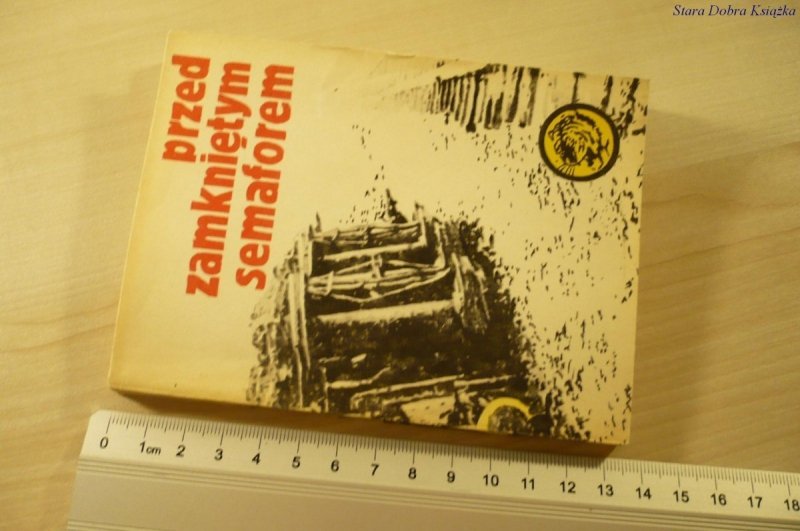 Stara Dobra Książka
przed
zamkniętym
semaforem
0 1cm 2 3 4 5 6 7 8 9 10 11 12 13 14 15 16 17 18